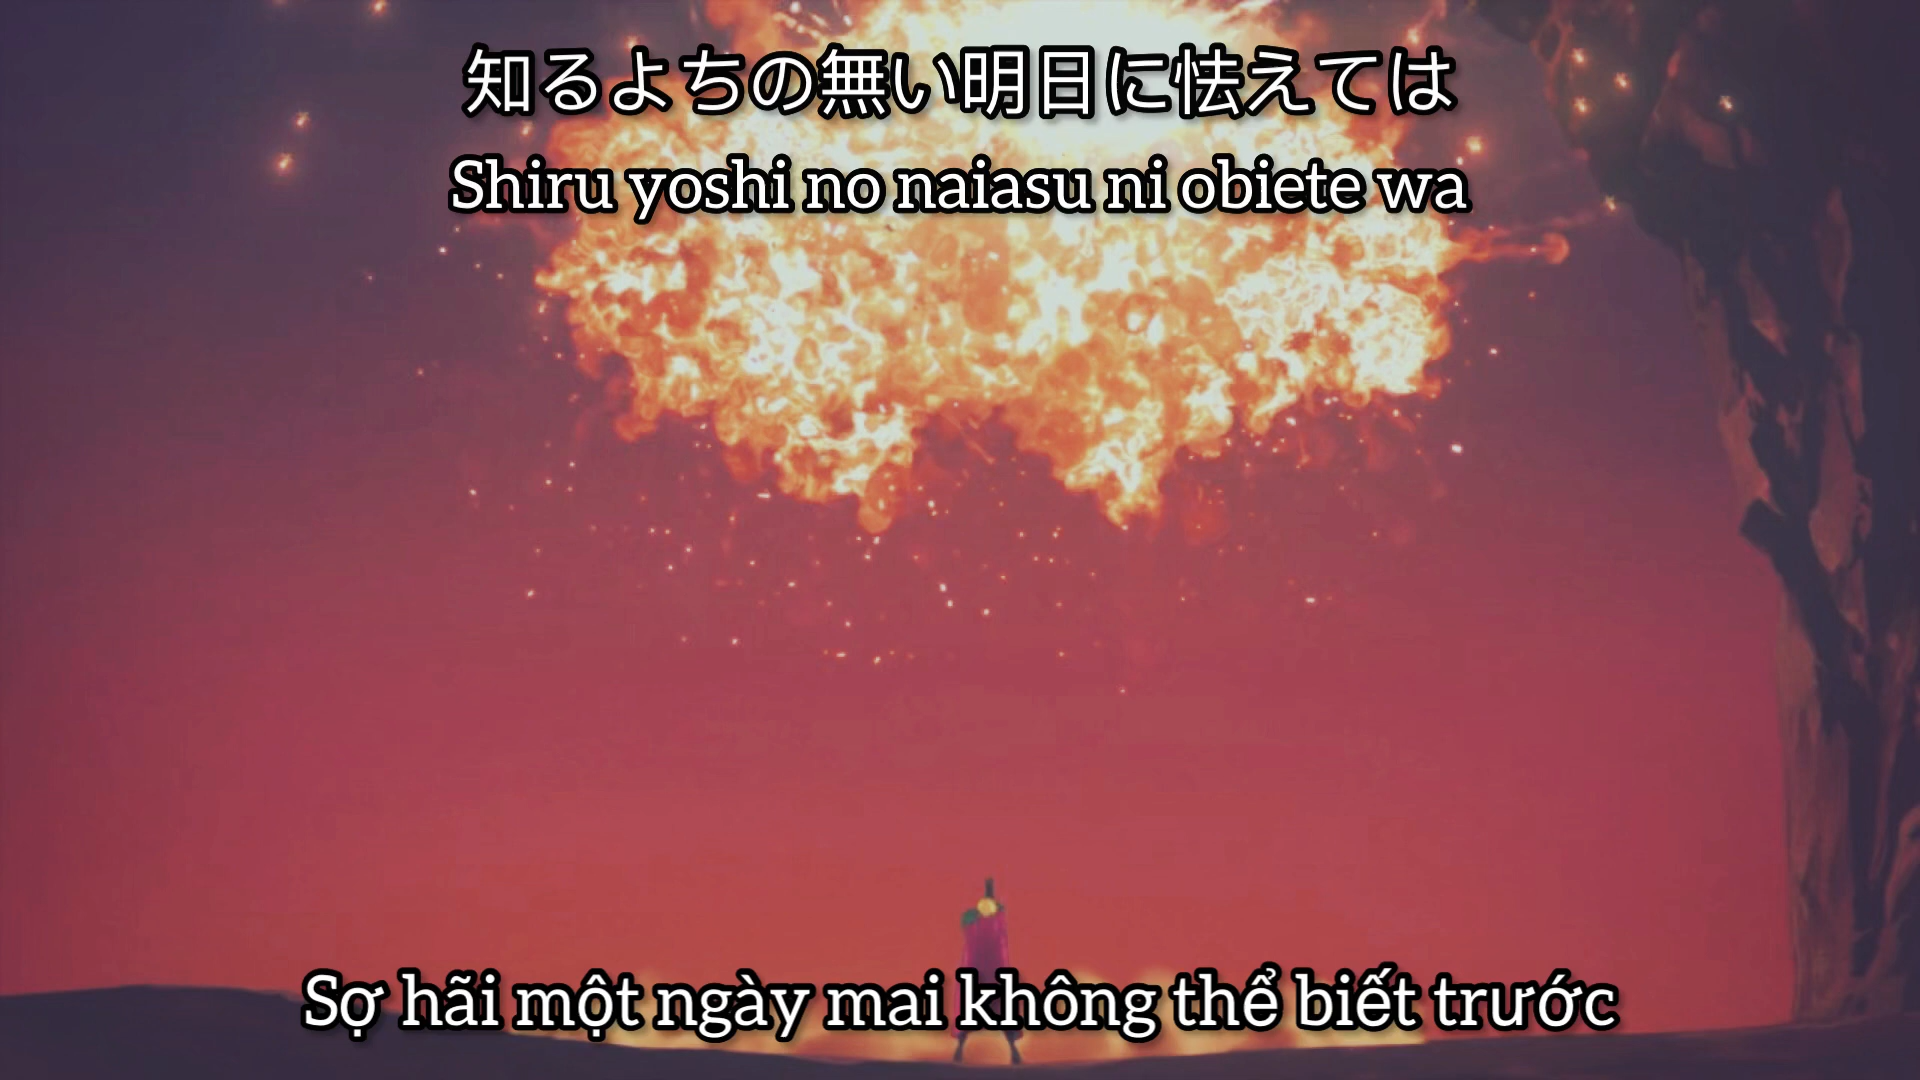 知るよちの無い明日に怯えては
Shiru yoshi no naiasu ni obiete wa
Sợ hãi một ngày mai không thể biết trước